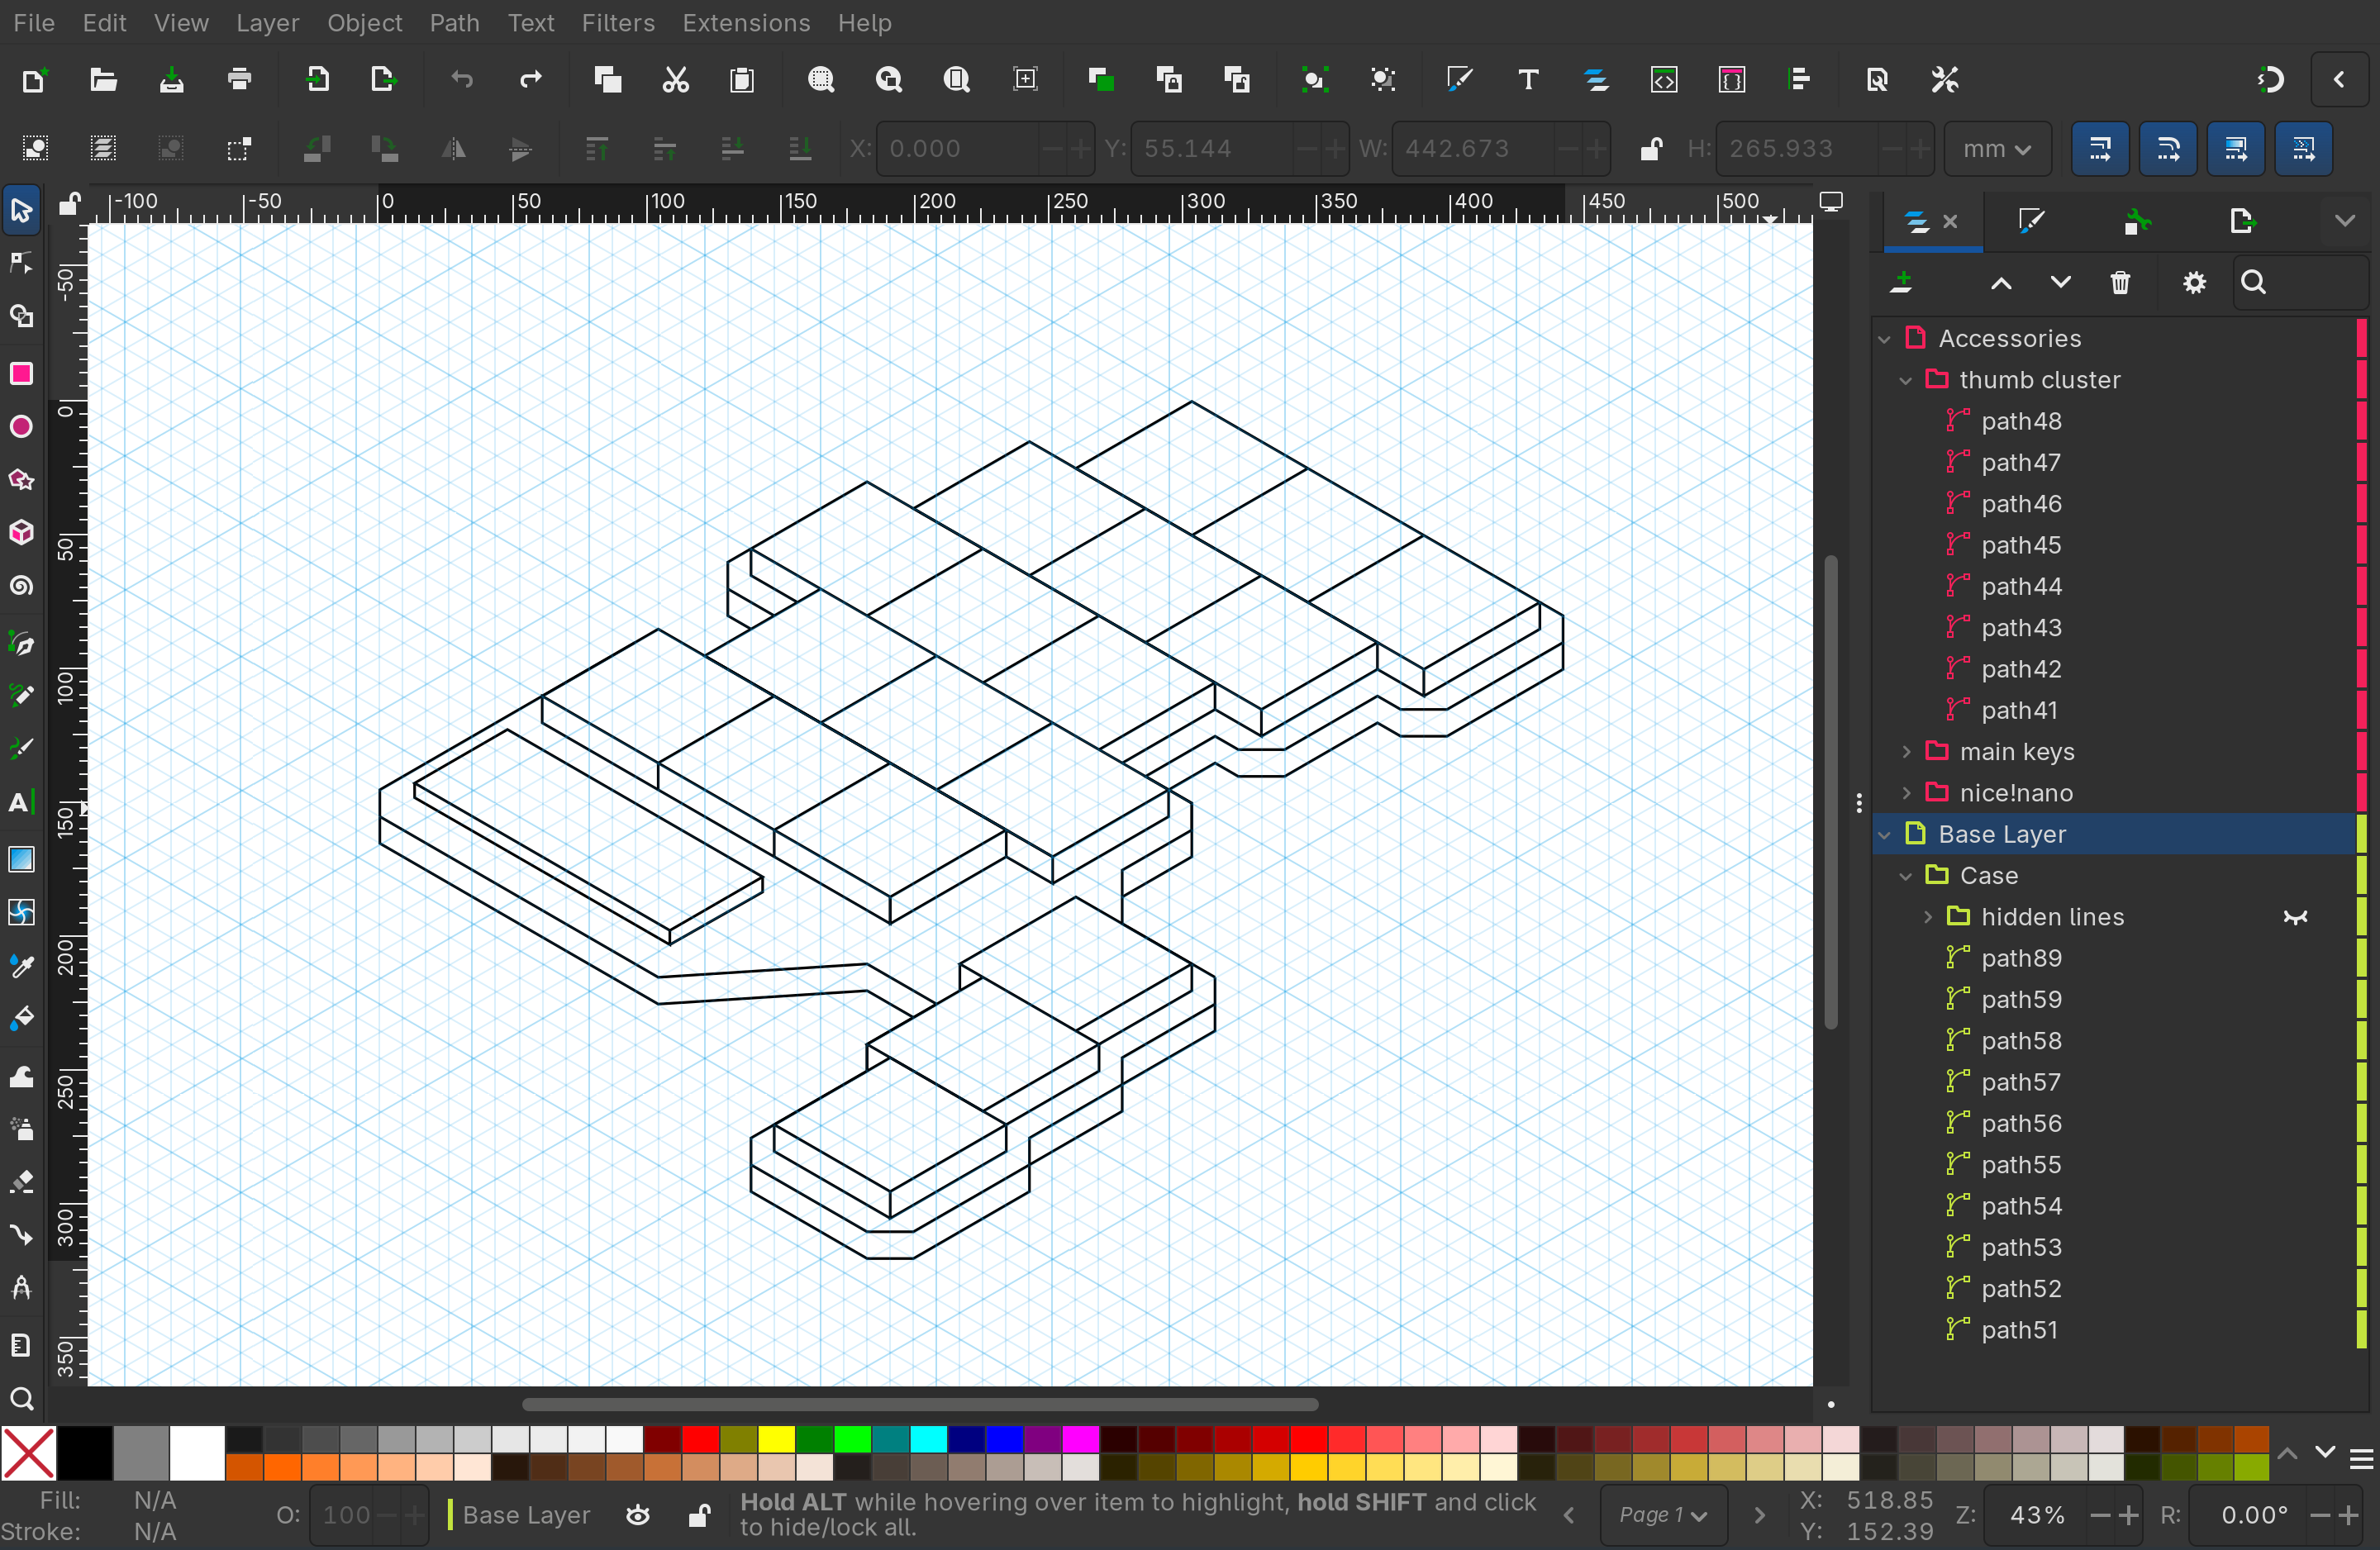 File Edit View Layer Object Path Text Filters Extensions Help
X: 0.000 Y: 55.144 W: 442.673 H: 265.933 mm
-100 -50 0 50 100 150 200 250 300 350 400 450 500
-50
0
50
100
150
200
250
300
350
Accessories
thumb cluster
path48
path47
path46
path45
path44
path43
path42
path41
main keys
nice!nano
Base Layer
Case
hidden lines
path89
path59
path58
path57
path56
path55
path54
path53
path52
path51
Fill: N/A
Stroke: N/A
O: 100
Base Layer
Hold ALT while hovering over item to highlight, hold SHIFT and click
to hide/lock all.
Page 1
X: 518.85
Y: 152.39
Z: 43%
R: 0.00°